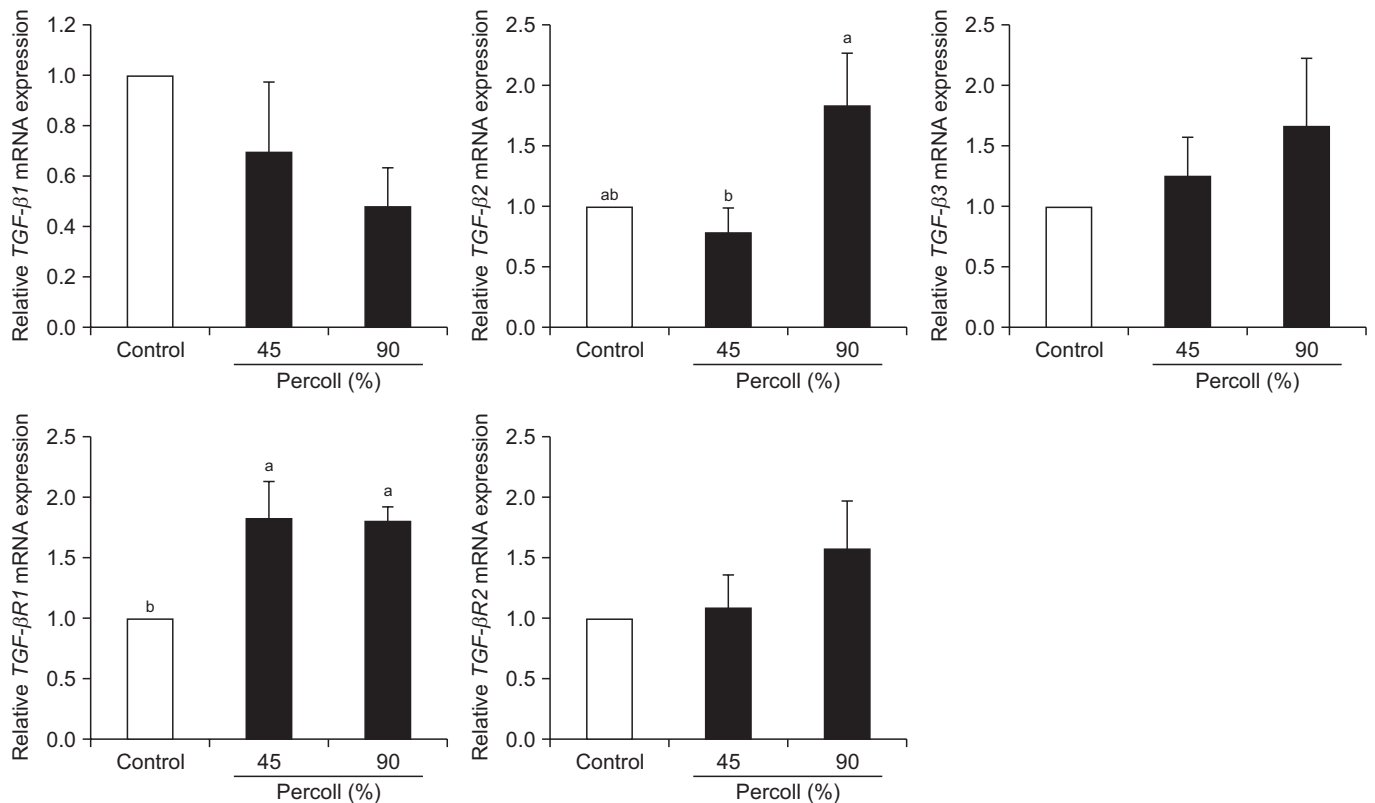 Relative TGF-β1 mRNA expression
1.2
1.0
0.8
0.6
0.4
0.2
0.0
Control 45 90
Percoll (%)
Relative TGF-β2 mRNA expression
2.5
2.0
1.5
1.0
0.5
0.0
ab b a
Control 45 90
Percoll (%)
Relative TGF-β3 mRNA expression
2.5
2.0
1.5
1.0
0.5
0.0
Control 45 90
Percoll (%)
Relative TGF-βR1 mRNA expression
2.5
2.0
1.5
1.0
0.5
0.0
b a a
Control 45 90
Percoll (%)
Relative TGF-βR2 mRNA expression
2.5
2.0
1.5
1.0
0.5
0.0
Control 45 90
Percoll (%)